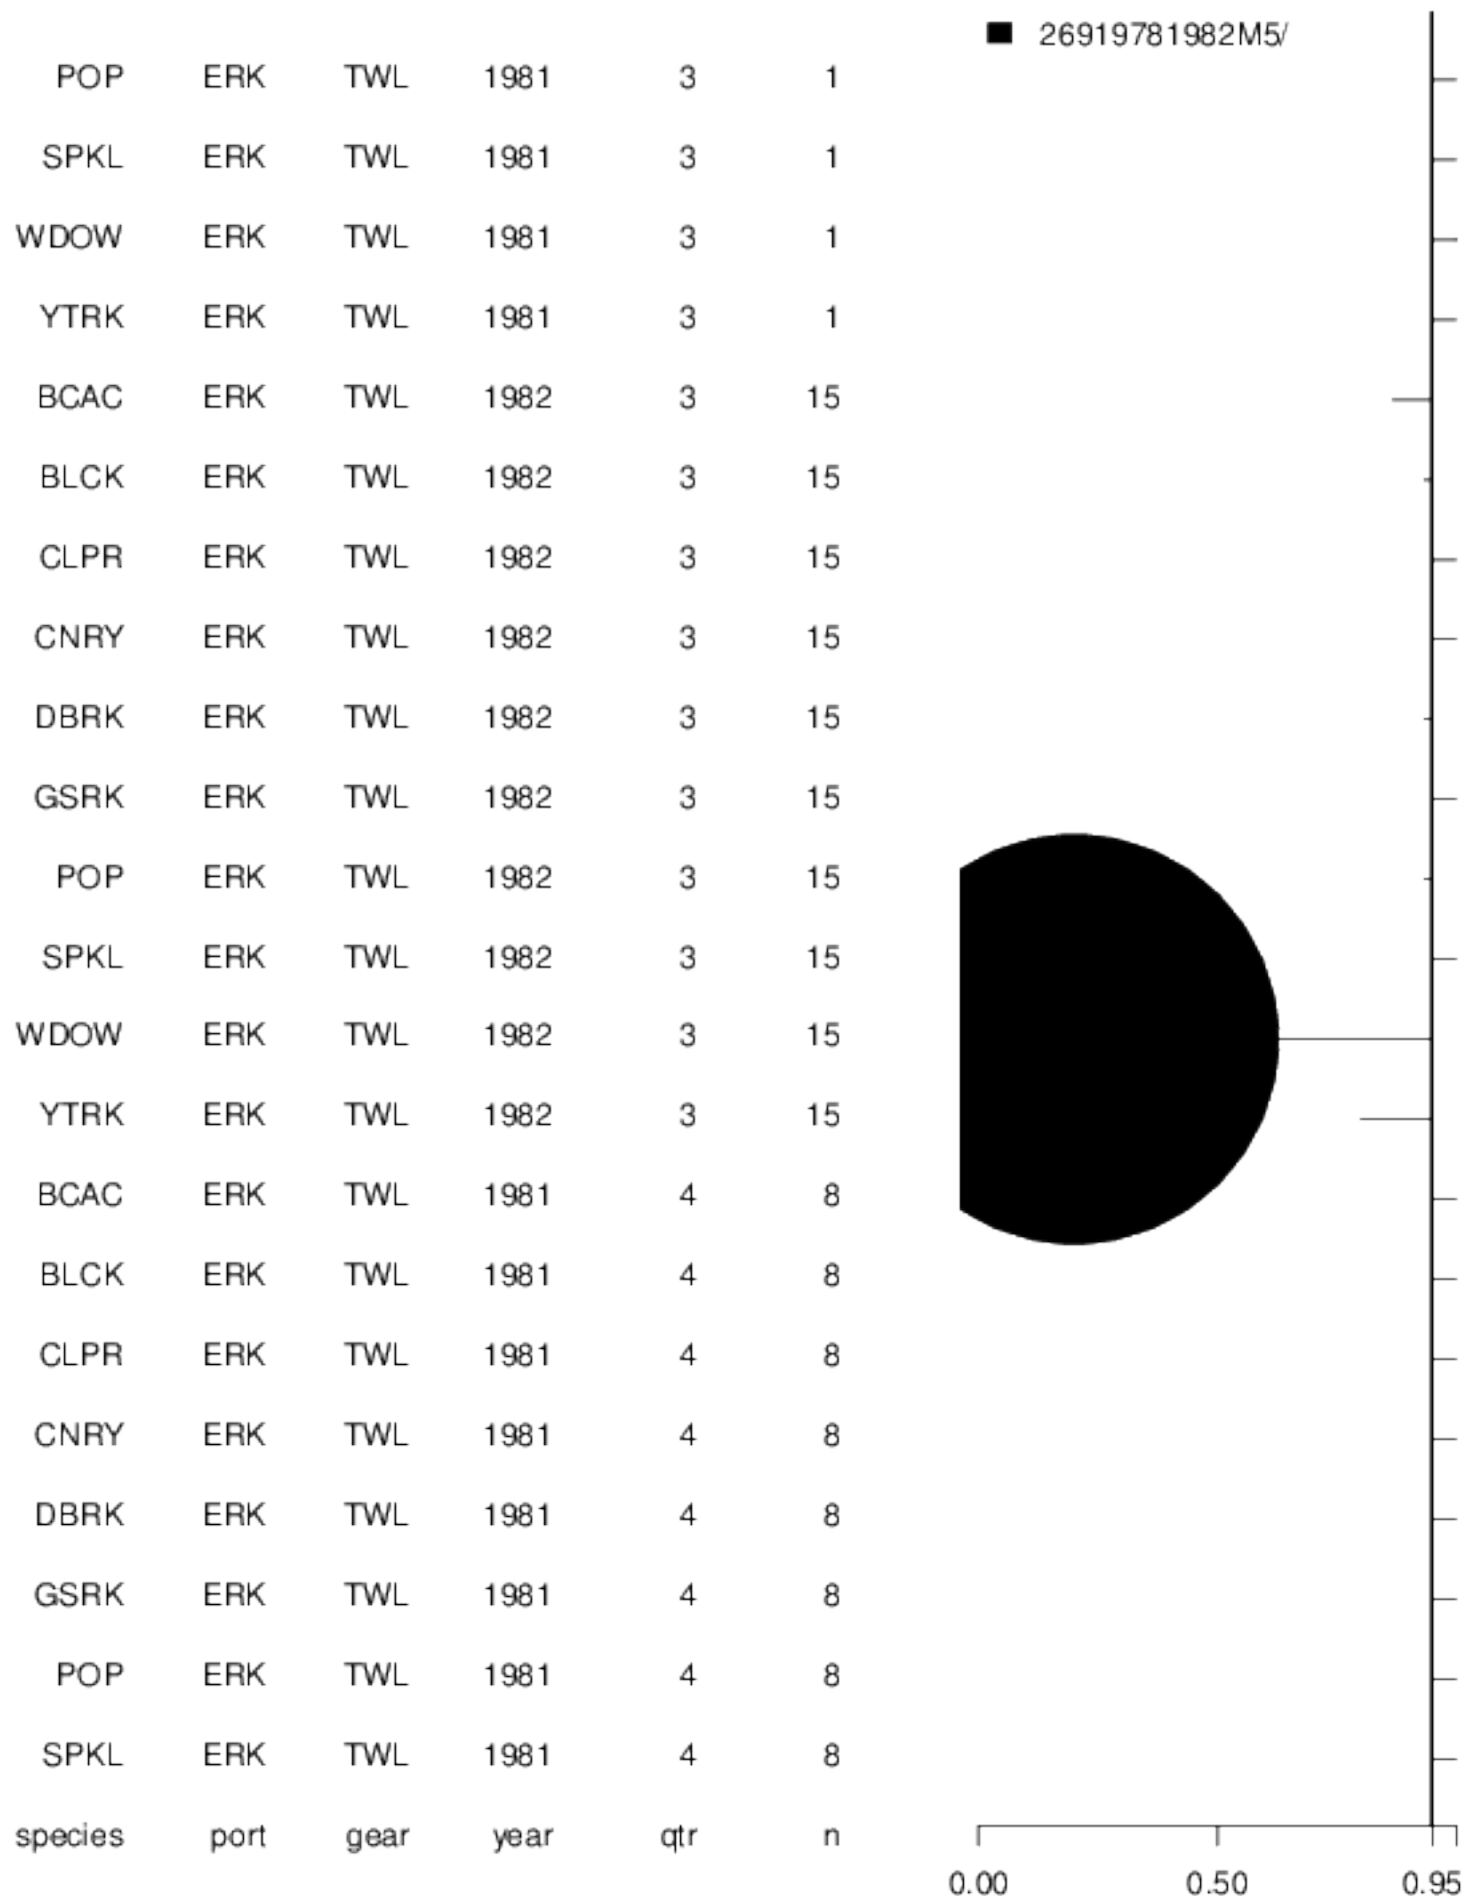 26919781982M5/
POP ERK TWL 1981 3 1
SPKL ERK TWL 1981 3 1
WDOW ERK TWL 1981 3 1
YTRK ERK TWL 1981 3 1
BCAC ERK TWL 1982 3 15
BLCK ERK TWL 1982 3 15
CLPR ERK TWL 1982 3 15
CNRY ERK TWL 1982 3 15
DBRK ERK TWL 1982 3 15
GSRK ERK TWL 1982 3 15
POP ERK TWL 1982 3 15
SPKL ERK TWL 1982 3 15
WDOW ERK TWL 1982 3 15
YTRK ERK TWL 1982 3 15
BCAC ERK TWL 1981 4 8
BLCK ERK TWL 1981 4 8
CLPR ERK TWL 1981 4 8
CNRY ERK TWL 1981 4 8
DBRK ERK TWL 1981 4 8
GSRK ERK TWL 1981 4 8
POP ERK TWL 1981 4 8
SPKL ERK TWL 1981 4 8
species port gear year qtr n
0.00 0.50 0.95